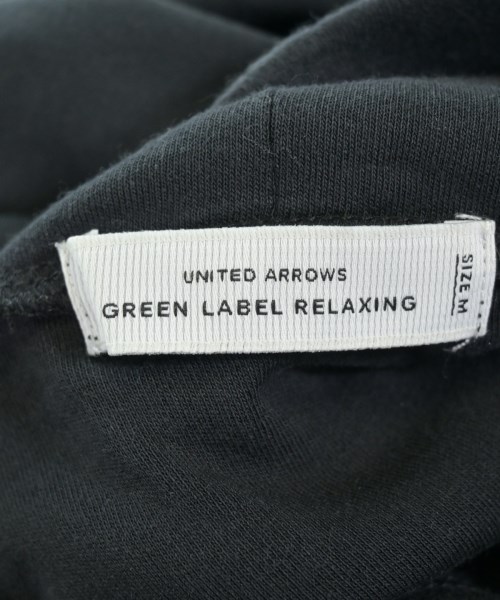 UNITED ARROWS
GREEN LABEL RELAXING
SIZE M